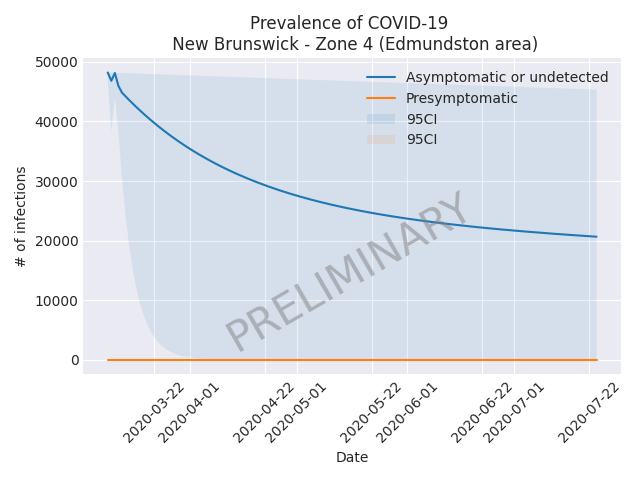 Prevalence of COVID-19
New Brunswick - Zone 4 (Edmundston area)
50000
40000
30000
20000
10000
0
# of infections
Asymptomatic or undetected
Presymptomatic
95CI
95CI
PRELIMINARY
2020-03-22
2020-04-01
2020-04-22
2020-05-01
2020-05-22
2020-06-01
2020-06-22
2020-07-01
2020-07-22
Date